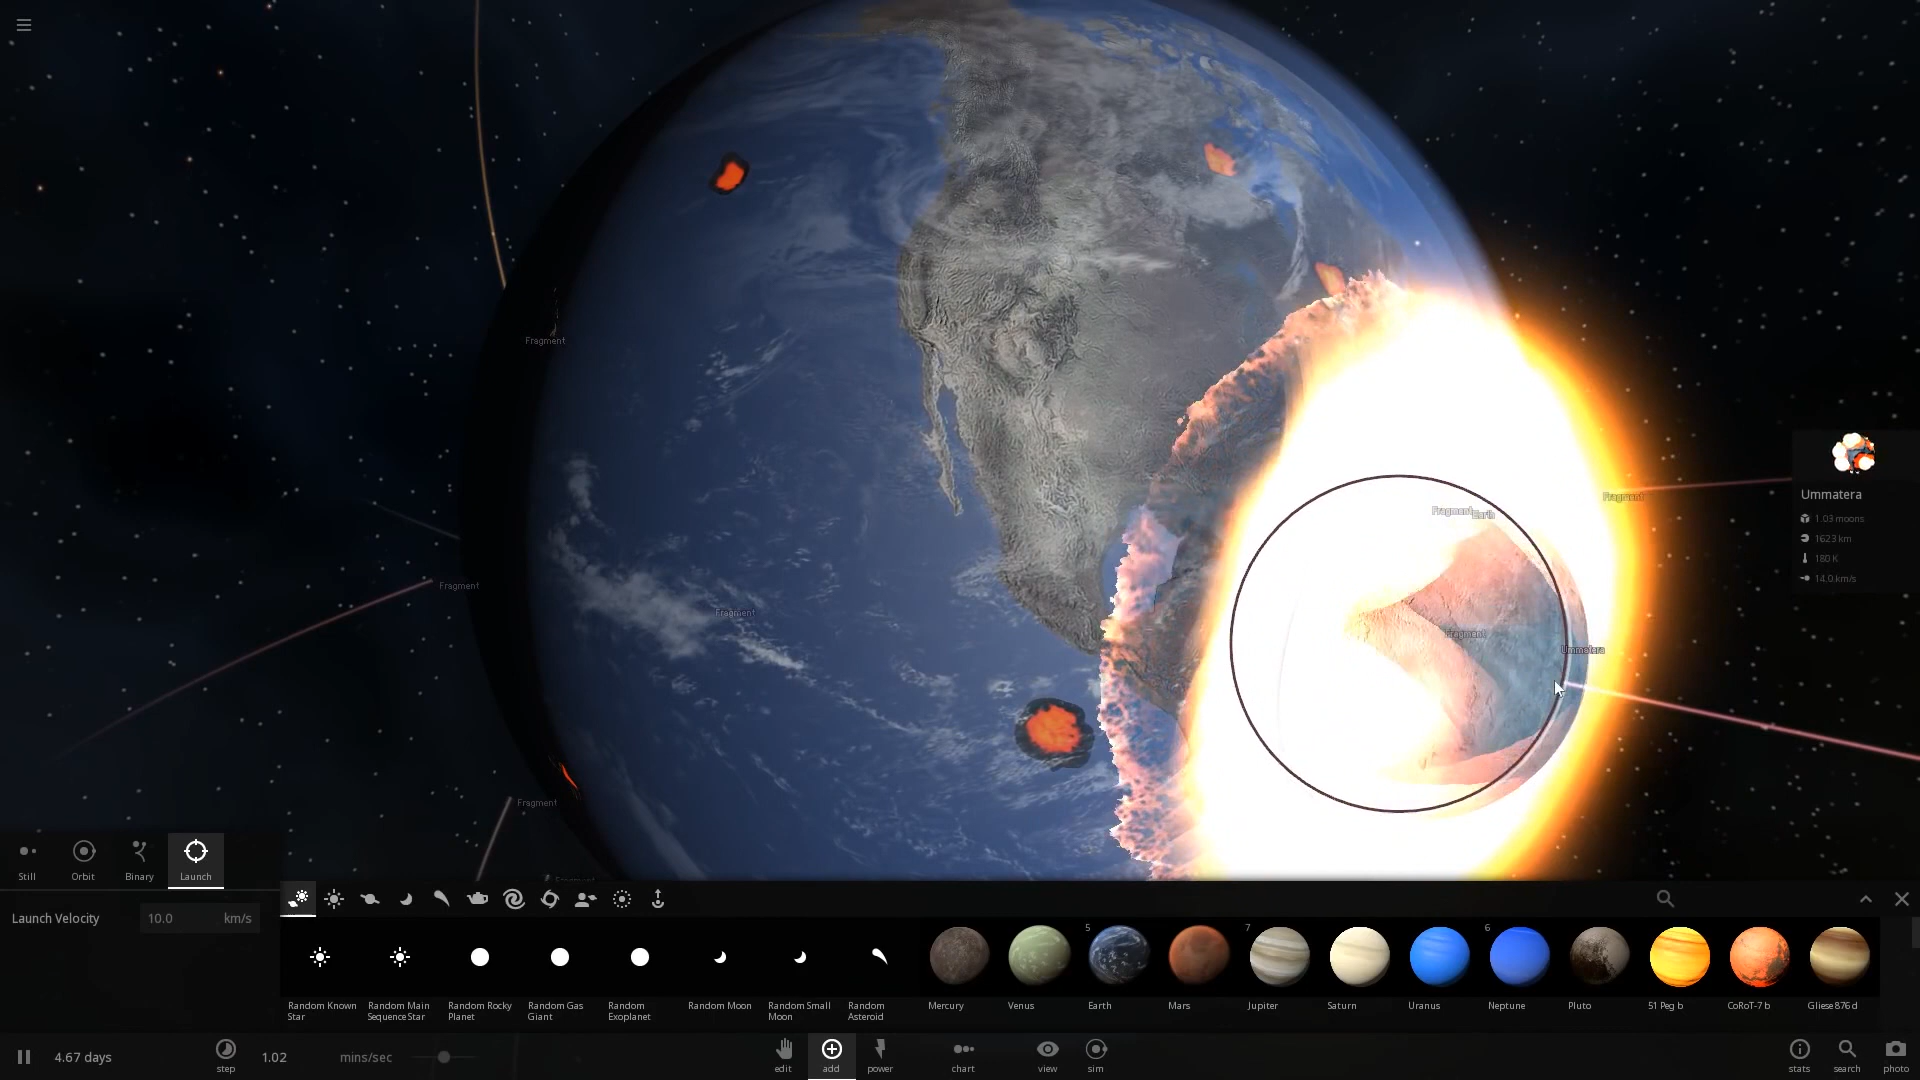 Fragment
Fragment
Fragment
Earth
Fragment
Ummatera
1.03 moons
1623 km
180 K
14.0 km/s
Fragment
Fragment
Fragment
Ummatera
Fragment
Fragment
Still
Orbit
Binary
Launch
Launch Velocity
10.0
km/s
5
7
6
Random Known
Star
Random Main
Sequence Star
Random Rocky
Planet
Random Gas
Giant
Random
Exoplanet
Random Moon
Random Small
Moon
Random
Asteroid
Mercury
Venus
Earth
Mars
Jupiter
Saturn
Uranus
Neptune
Pluto
51 Peg b
CoRoT-7 b
Gliese 876 d
4.67 days
step
1.02
mins/sec
edit
add
power
chart
view
sim
stats
search
photo